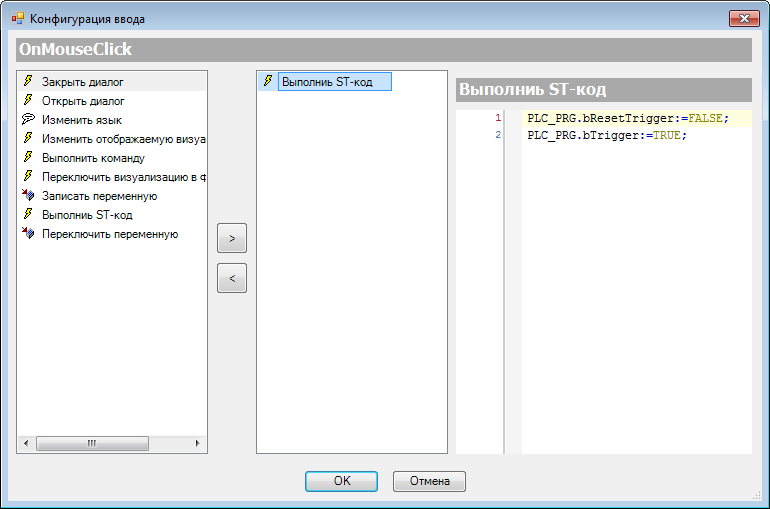 Конфигурация ввода
OnMouseClick
Закрыть диалог
Открыть диалог
Изменить язык
Изменить отображаемую визуа
Выполнить команду
Переключить визуализацию в ф
Записать переменную
Выполниь ST-код
Переключить переменную
>
<
Выполниь ST-код
Выполниь ST-код
1 PLC_PRG.bResetTrigger:=FALSE;
2 PLC_PRG.bTrigger:=TRUE;
OK
Отмена